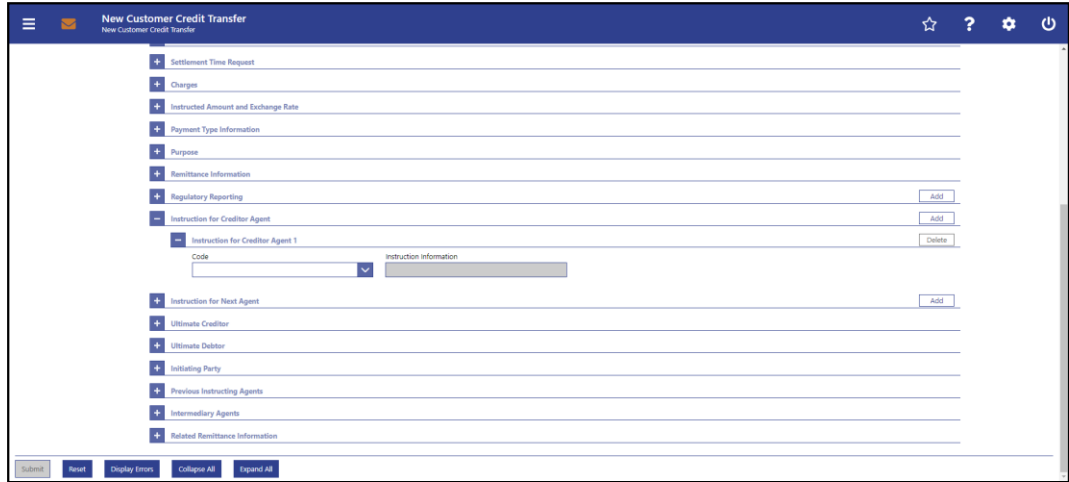 New Customer Credit Transfer
New Customer Credit Transfer
Settlement Time Request
Charges
Instructed Amount and Exchange Rate
Payment Type Information
Purpose
Remittance Information
Regulatory Reporting Add
Instruction for Creditor Agent Add
Instruction for Creditor Agent 1 Delete
Code Instruction Information
Instruction for Next Agent Add
Ultimate Creditor
Ultimate Debtor
Initiating Party
Previous Instructing Agents
Intermediary Agents
Related Remittance Information
Submit Reset Display Errors Collapse All Expand All